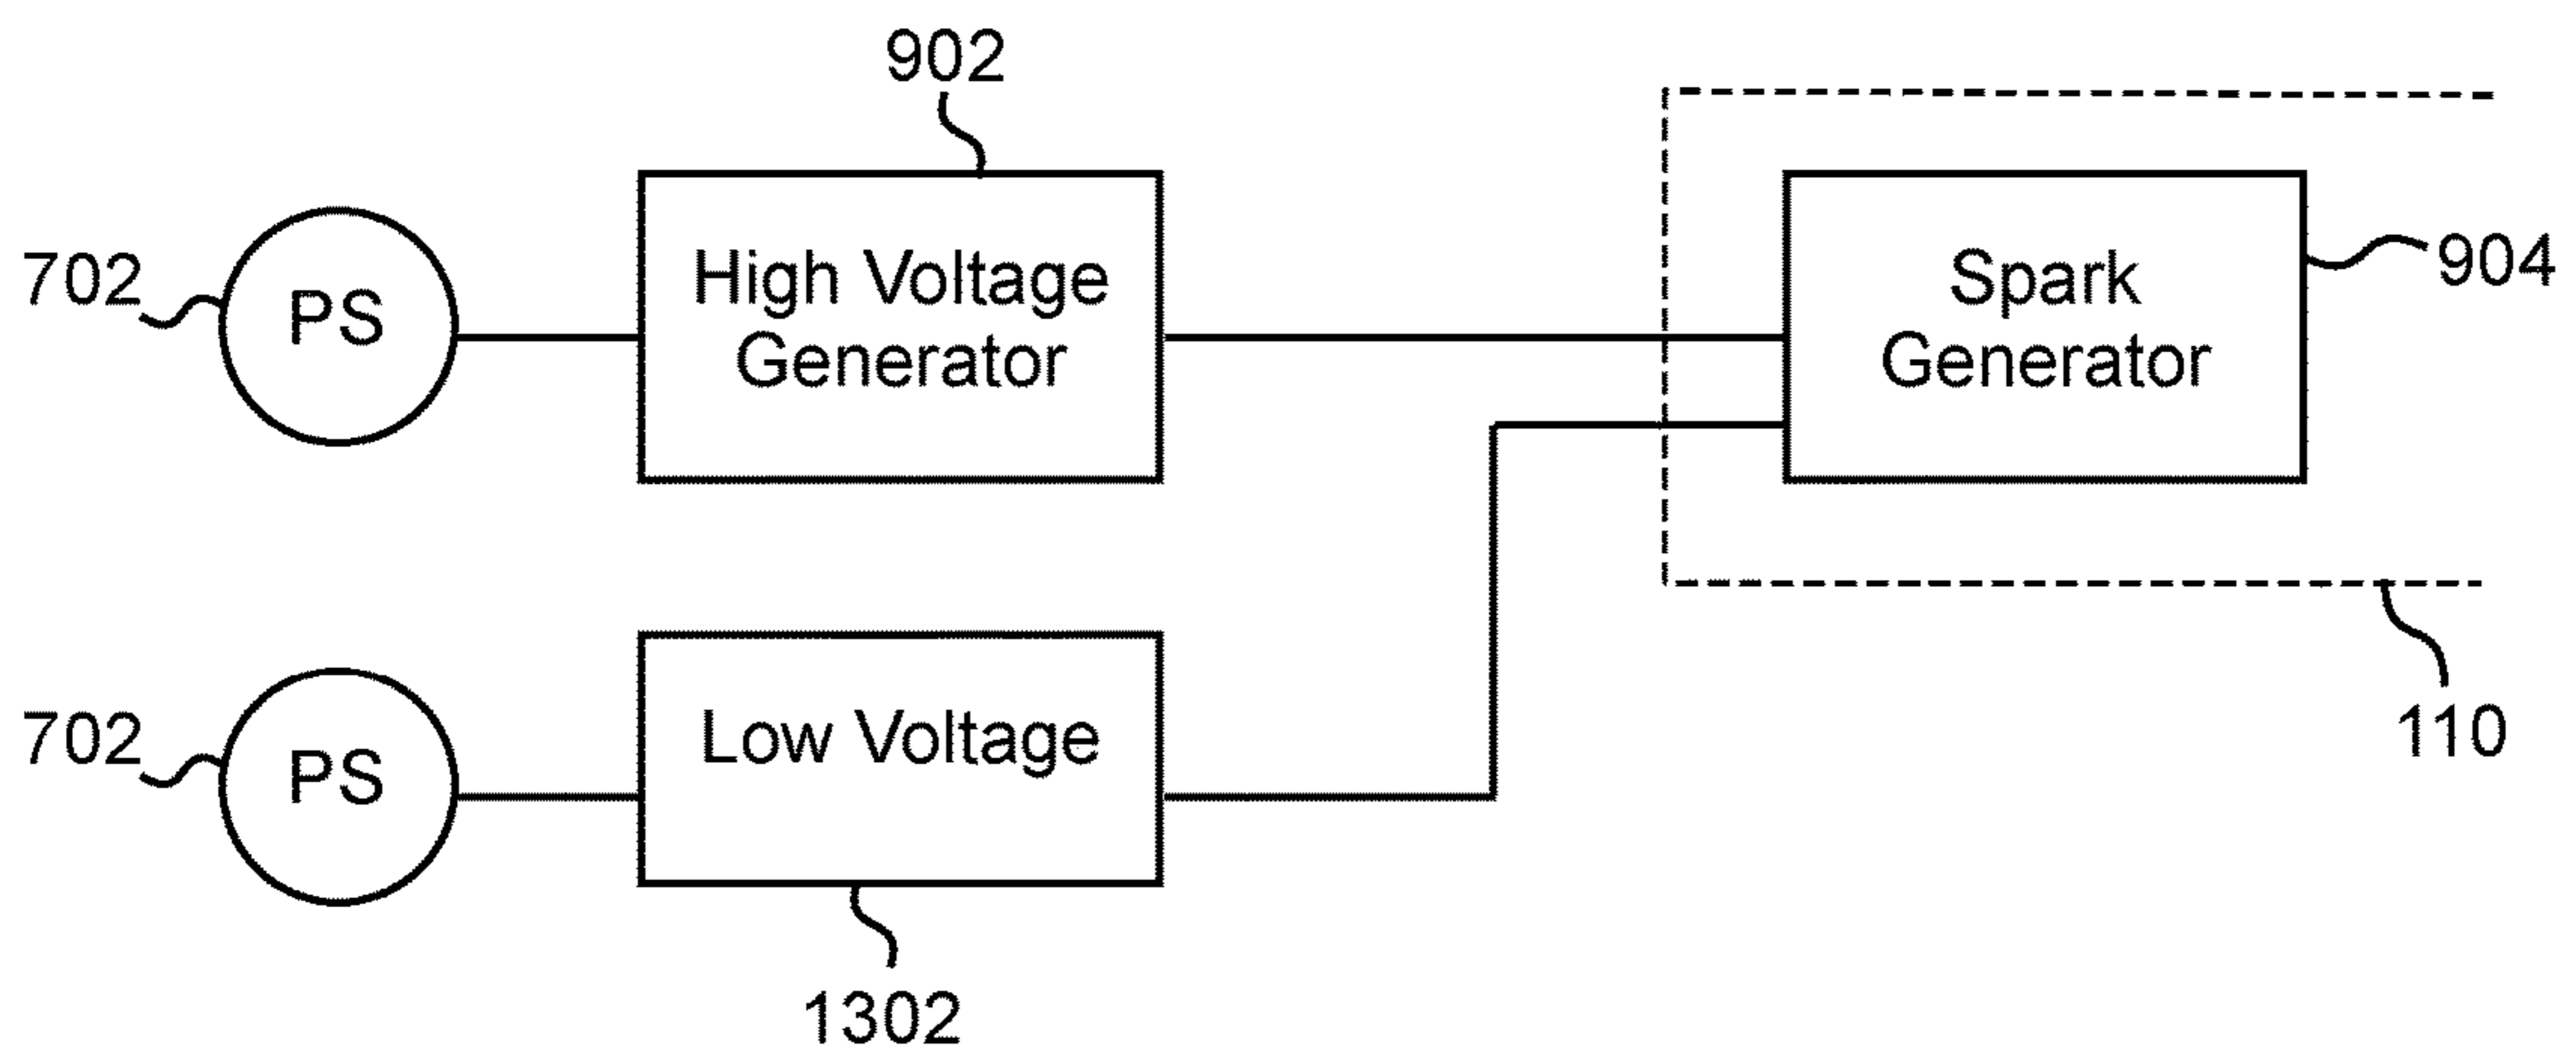 902
702
PS
High Voltage
Generator
Spark
Generator
904
702
PS
Low Voltage
110
1302